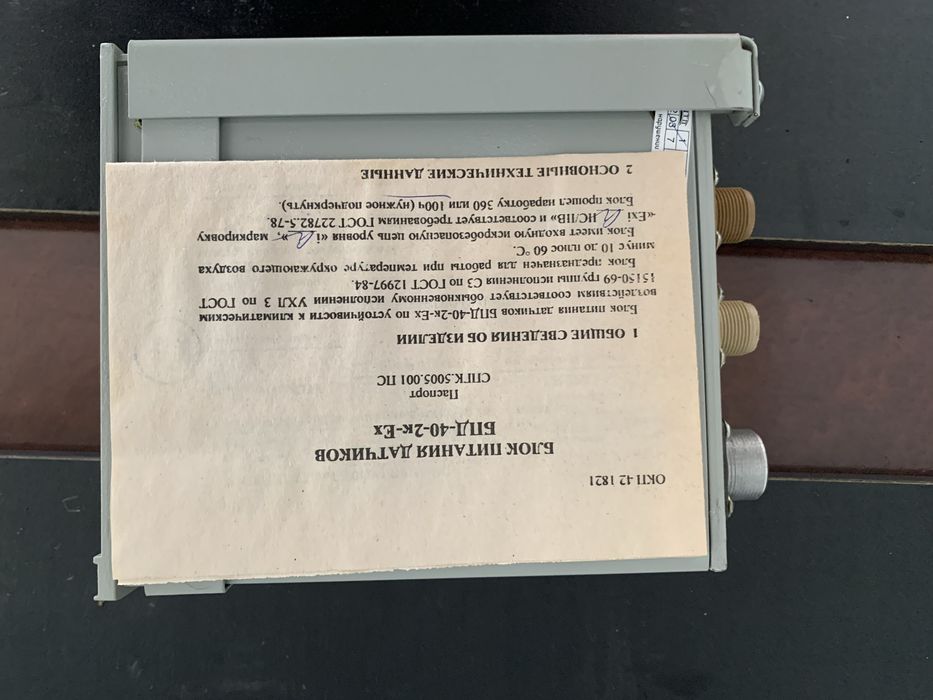 ОКП 42 1821
БЛОК ПИТАНИЯ ДАТЧИКОВ
БПД-40-2к-Ех
Паспорт
СПГК.5005.001 ПС
1 ОБЩИЕ СВЕДЕНИЯ ОБ ИЗДЕЛИИ
Блок питания датчиков БПД-40-2к-Ех по устойчивости к климатическим
воздействиям соответствует обыкновенному исполнению УХЛ 3 по ГОСТ
15150-69 группы исполнения С3 по ГОСТ 12997-84.
Блок предназначен для работы при температуре окружающего воздуха
минус 10 до плюс 60 °С.
Блок имеет входную искробезопасную цепь уровня «i а», маркировку
«Exi а IIC/IIB» и соответствует требованиям ГОСТ 22782.5-78.
Блок прошел наработку 360 или 100ч (нужное подчеркнуть).
2 ОСНОВНЫЕ ТЕХНИЧЕСКИЕ ДАННЫЕ